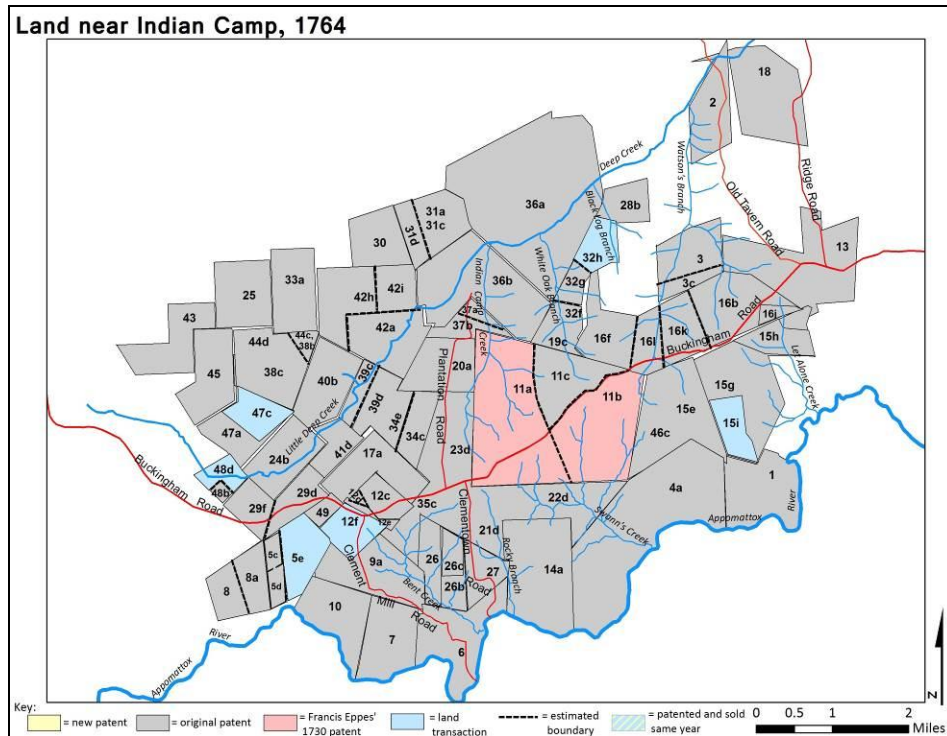 Land near Indian Camp, 1764
18
2
Deep Creek
Watson's Branch
36a
Black Log Branch
28b
Old Tavern Road
Ridge Road
31a
31c
31d
30
13
32h
3
33a
25
36b
Indian Camp Creek
White Oak Branch
32g
3c
42h
42i
16b
43
37a
37b
32f
16j
42a
19c
16f
16l
16k
Buckingham Road
15h
44d
44c,
38b
45
38c
40b
39c
20a
11c
Let Alone Creek
Plantation Road
11a
11b
15g
15e
47c
39d
34e
34c
15i
47a
Little Deep Creek
41d
46c
24b
17a
23d
48d
48b
Buckingham Road
29d
12c
22d
4a
1
29f
49
12f
12e
35c
Clementown Road
Swann's Creek
Appomattox River
21d
5c
5e
9a
26
26c
Rocky Branch
14a
8
8a
5d
Clement Mill Road
26b
27
Bent Creek
10
7
6
Appomattox River
N
Key:
= new patent
= original patent
= Francis Eppes'
1730 patent
= land
transaction
= estimated
boundary
= patented and sold
same year
0 0.5 1 2
Miles